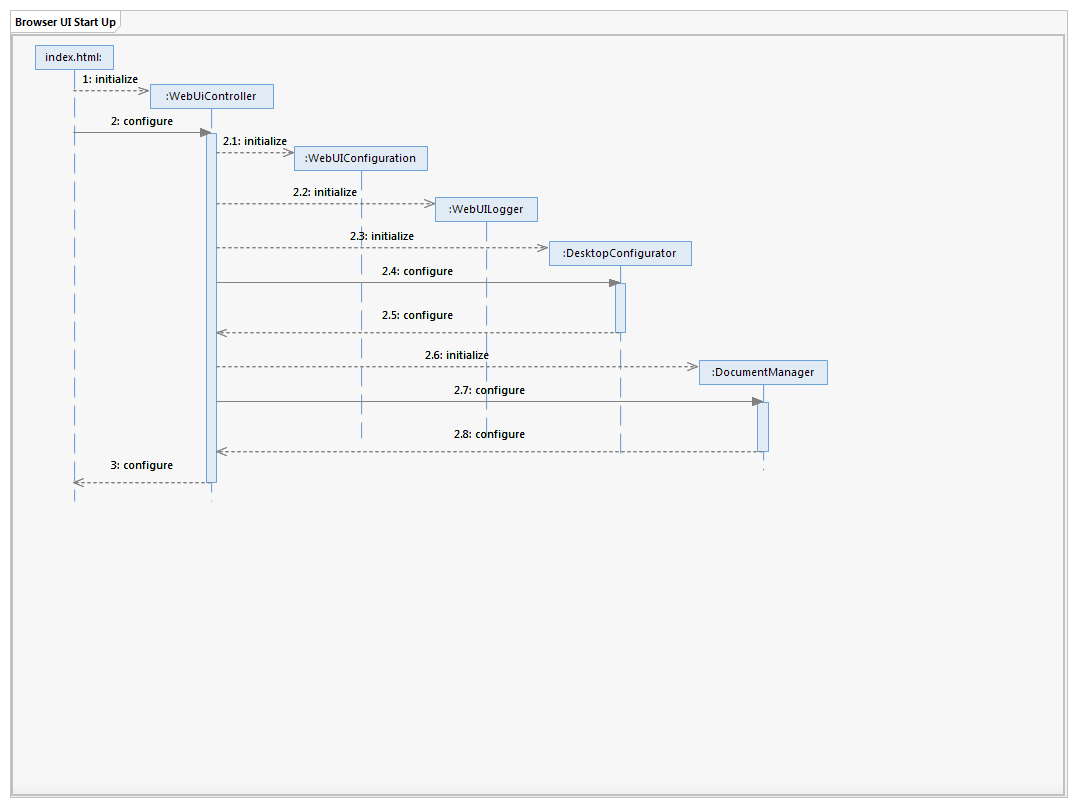 Browser UI Start Up
index.html:
1: initialize
:WebUiController
2: configure
2.1: initialize
:WebUIConfiguration
2.2: initialize
:WebUILogger
2.3: initialize
:DesktopConfigurator
2.4: configure
2.5: configure
2.6: initialize
:DocumentManager
2.7: configure
2.8: configure
3: configure